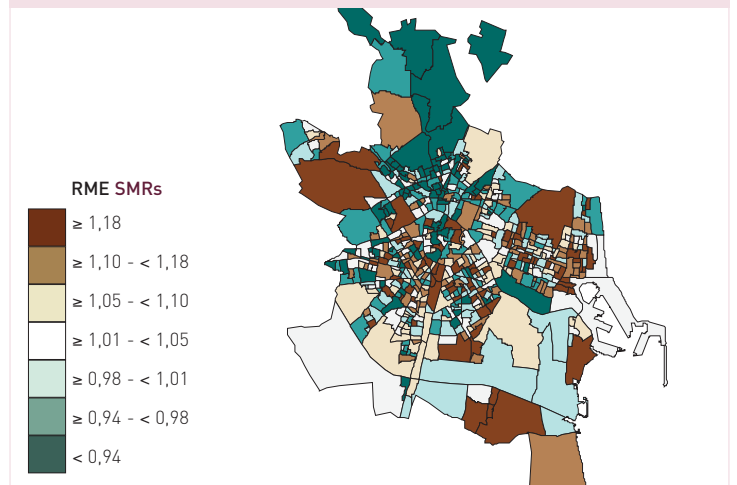 RME SMRs
≥ 1,18
≥ 1,10 - < 1,18
≥ 1,05 - < 1,10
≥ 1,01 - < 1,05
≥ 0,98 - < 1,01
≥ 0,94 - < 0,98
< 0,94